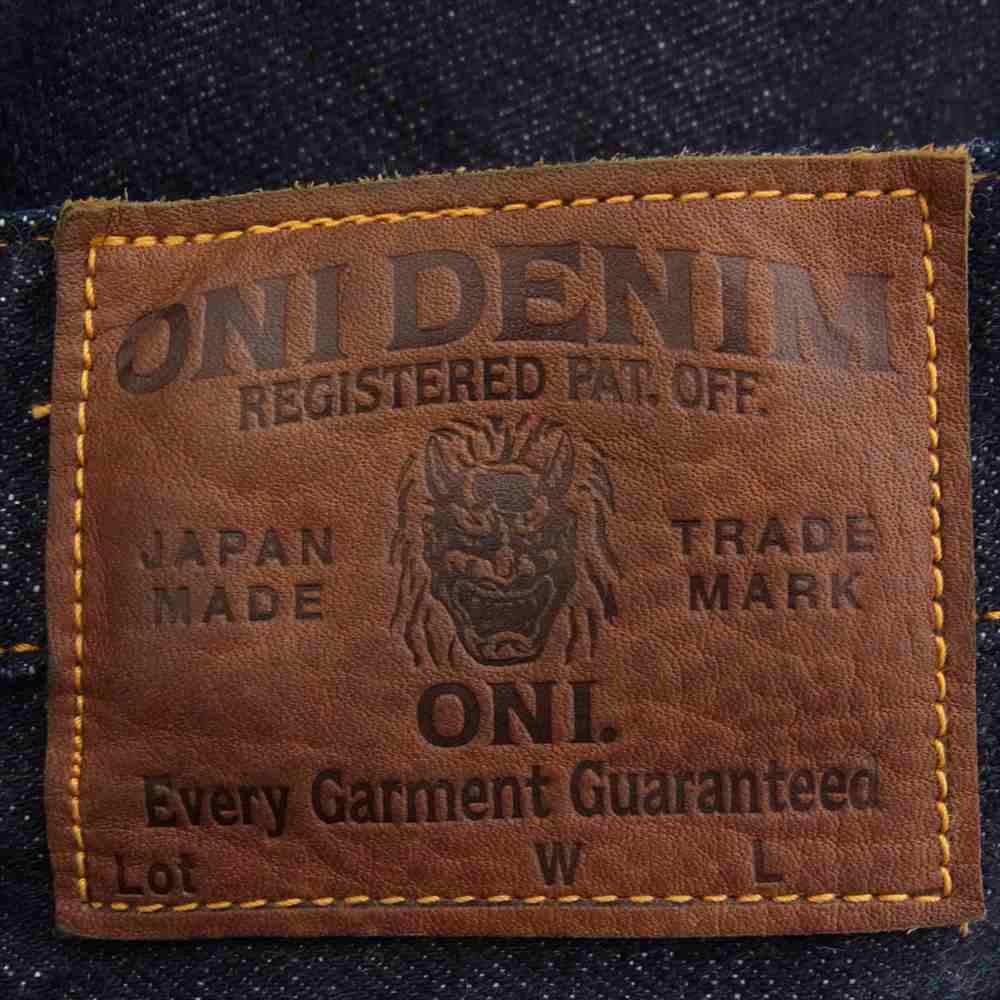 ONI DENIM
REGISTERED PAT. OFF.
JAPAN MADE
TRADE MARK
ONI.
Every Garment Guaranteed
Lot W L